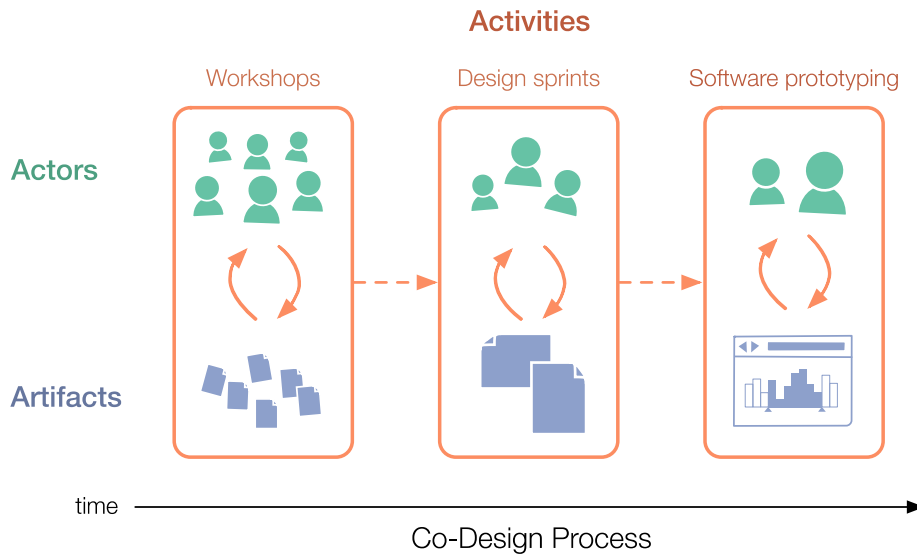 Activities
Workshops
Design sprints
Software prototyping
Actors
Artifacts
time
Co-Design Process